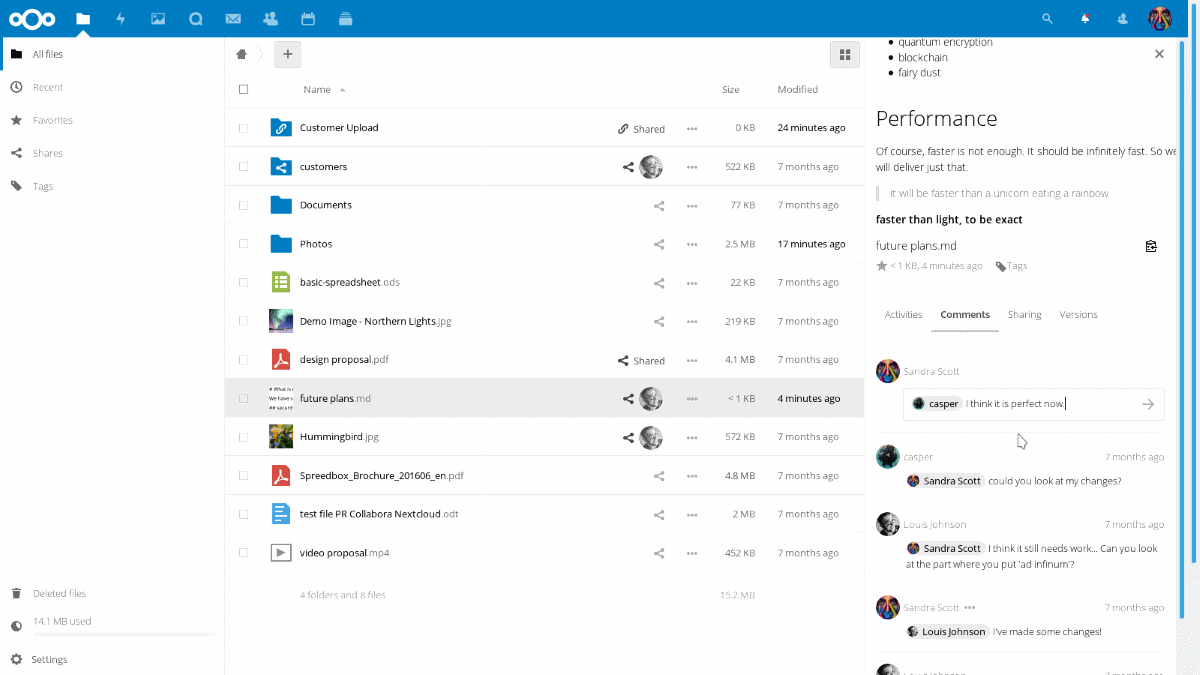 All files
Recent
Favorites
Shares
Tags
Deleted files
14.1 MB used
Settings
Name Size Modified
Customer Upload Shared 0 KB 24 minutes ago
customers 522 KB 7 months ago
Documents 77 KB 7 months ago
Photos 2.5 MB 17 minutes ago
basic-spreadsheet.ods 22 KB 7 months ago
Demo Image - Northern Lights.jpg 219 KB 7 months ago
design proposal.pdf Shared 4.1 MB 7 months ago
future plans.md < 1 KB 4 minutes ago
Hummingbird.jpg 572 KB 7 months ago
Spreedbox_Brochure_201606_en.pdf 4.8 MB 7 months ago
test file PR Collabora Nextcloud.odt 2 MB 7 months ago
video proposal.mp4 452 KB 7 months ago
4 folders and 8 files 15.2 MB
quantum encryption
blockchain
fairy dust
Performance
Of course, faster is not enough. It should be infinitely fast. So we
will deliver just that.
it will be faster than a unicorn eating a rainbow
faster than light, to be exact
future plans.md
< 1 KB, 4 minutes ago Tags
Activities Comments Sharing Versions
Sandra Scott
casper I think it is perfect now.
casper 7 months ago
Sandra Scott could you look at my changes?
Louis Johnson 7 months ago
Sandra Scott I think it still needs work... Can you look
at the part where you put 'ad infinum'?
Sandra Scott 7 months ago
Louis Johnson I've made some changes!